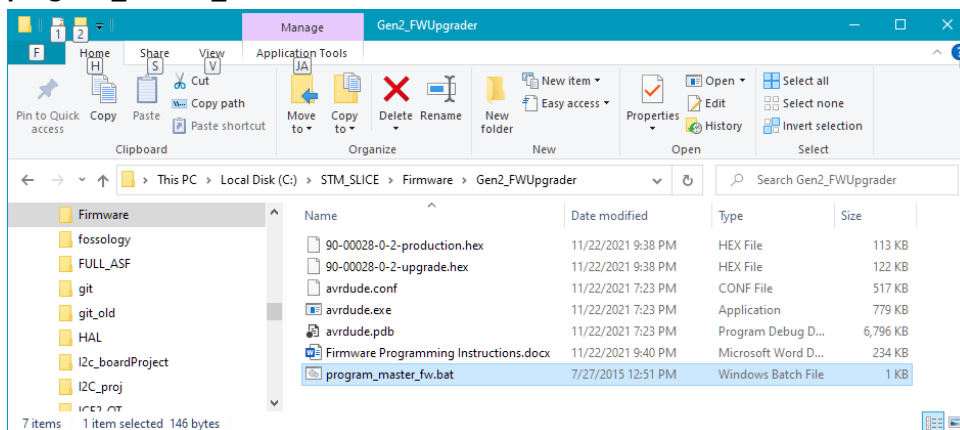 1 2 Manage Gen2_FWUpgrader
F Home Share View Application Tools
H S V JA
Pin to Quick access Copy Paste Cut
Copy path
Paste shortcut
Move to Copy to Delete Rename New folder
New item
Easy access
Properties Open
Edit
History
Select all
Select none
Invert selection
Clipboard Organize New Open Select
This PC > Local Disk (C:) > STM_SLICE > Firmware > Gen2_FWUpgrader Search Gen2_FWUpgrader
Firmware
fossology
FULL_ASF
git
git_old
HAL
I2c_boardProject
I2C_proj
Name Date modified Type Size
90-00028-0-2-production.hex 11/22/2021 9:38 PM HEX File 113 KB
90-00028-0-2-upgrade.hex 11/22/2021 9:38 PM HEX File 122 KB
avrdude.conf 11/22/2021 7:23 PM CONF File 517 KB
avrdude.exe 11/22/2021 7:23 PM Application 779 KB
avrdude.pdb 11/22/2021 7:23 PM Program Debug D... 6,796 KB
Firmware Programming Instructions.docx 11/22/2021 9:40 PM Microsoft Word D... 234 KB
program_master_fw.bat 7/27/2015 12:51 PM Windows Batch File 1 KB
7 items 1 item selected 146 bytes